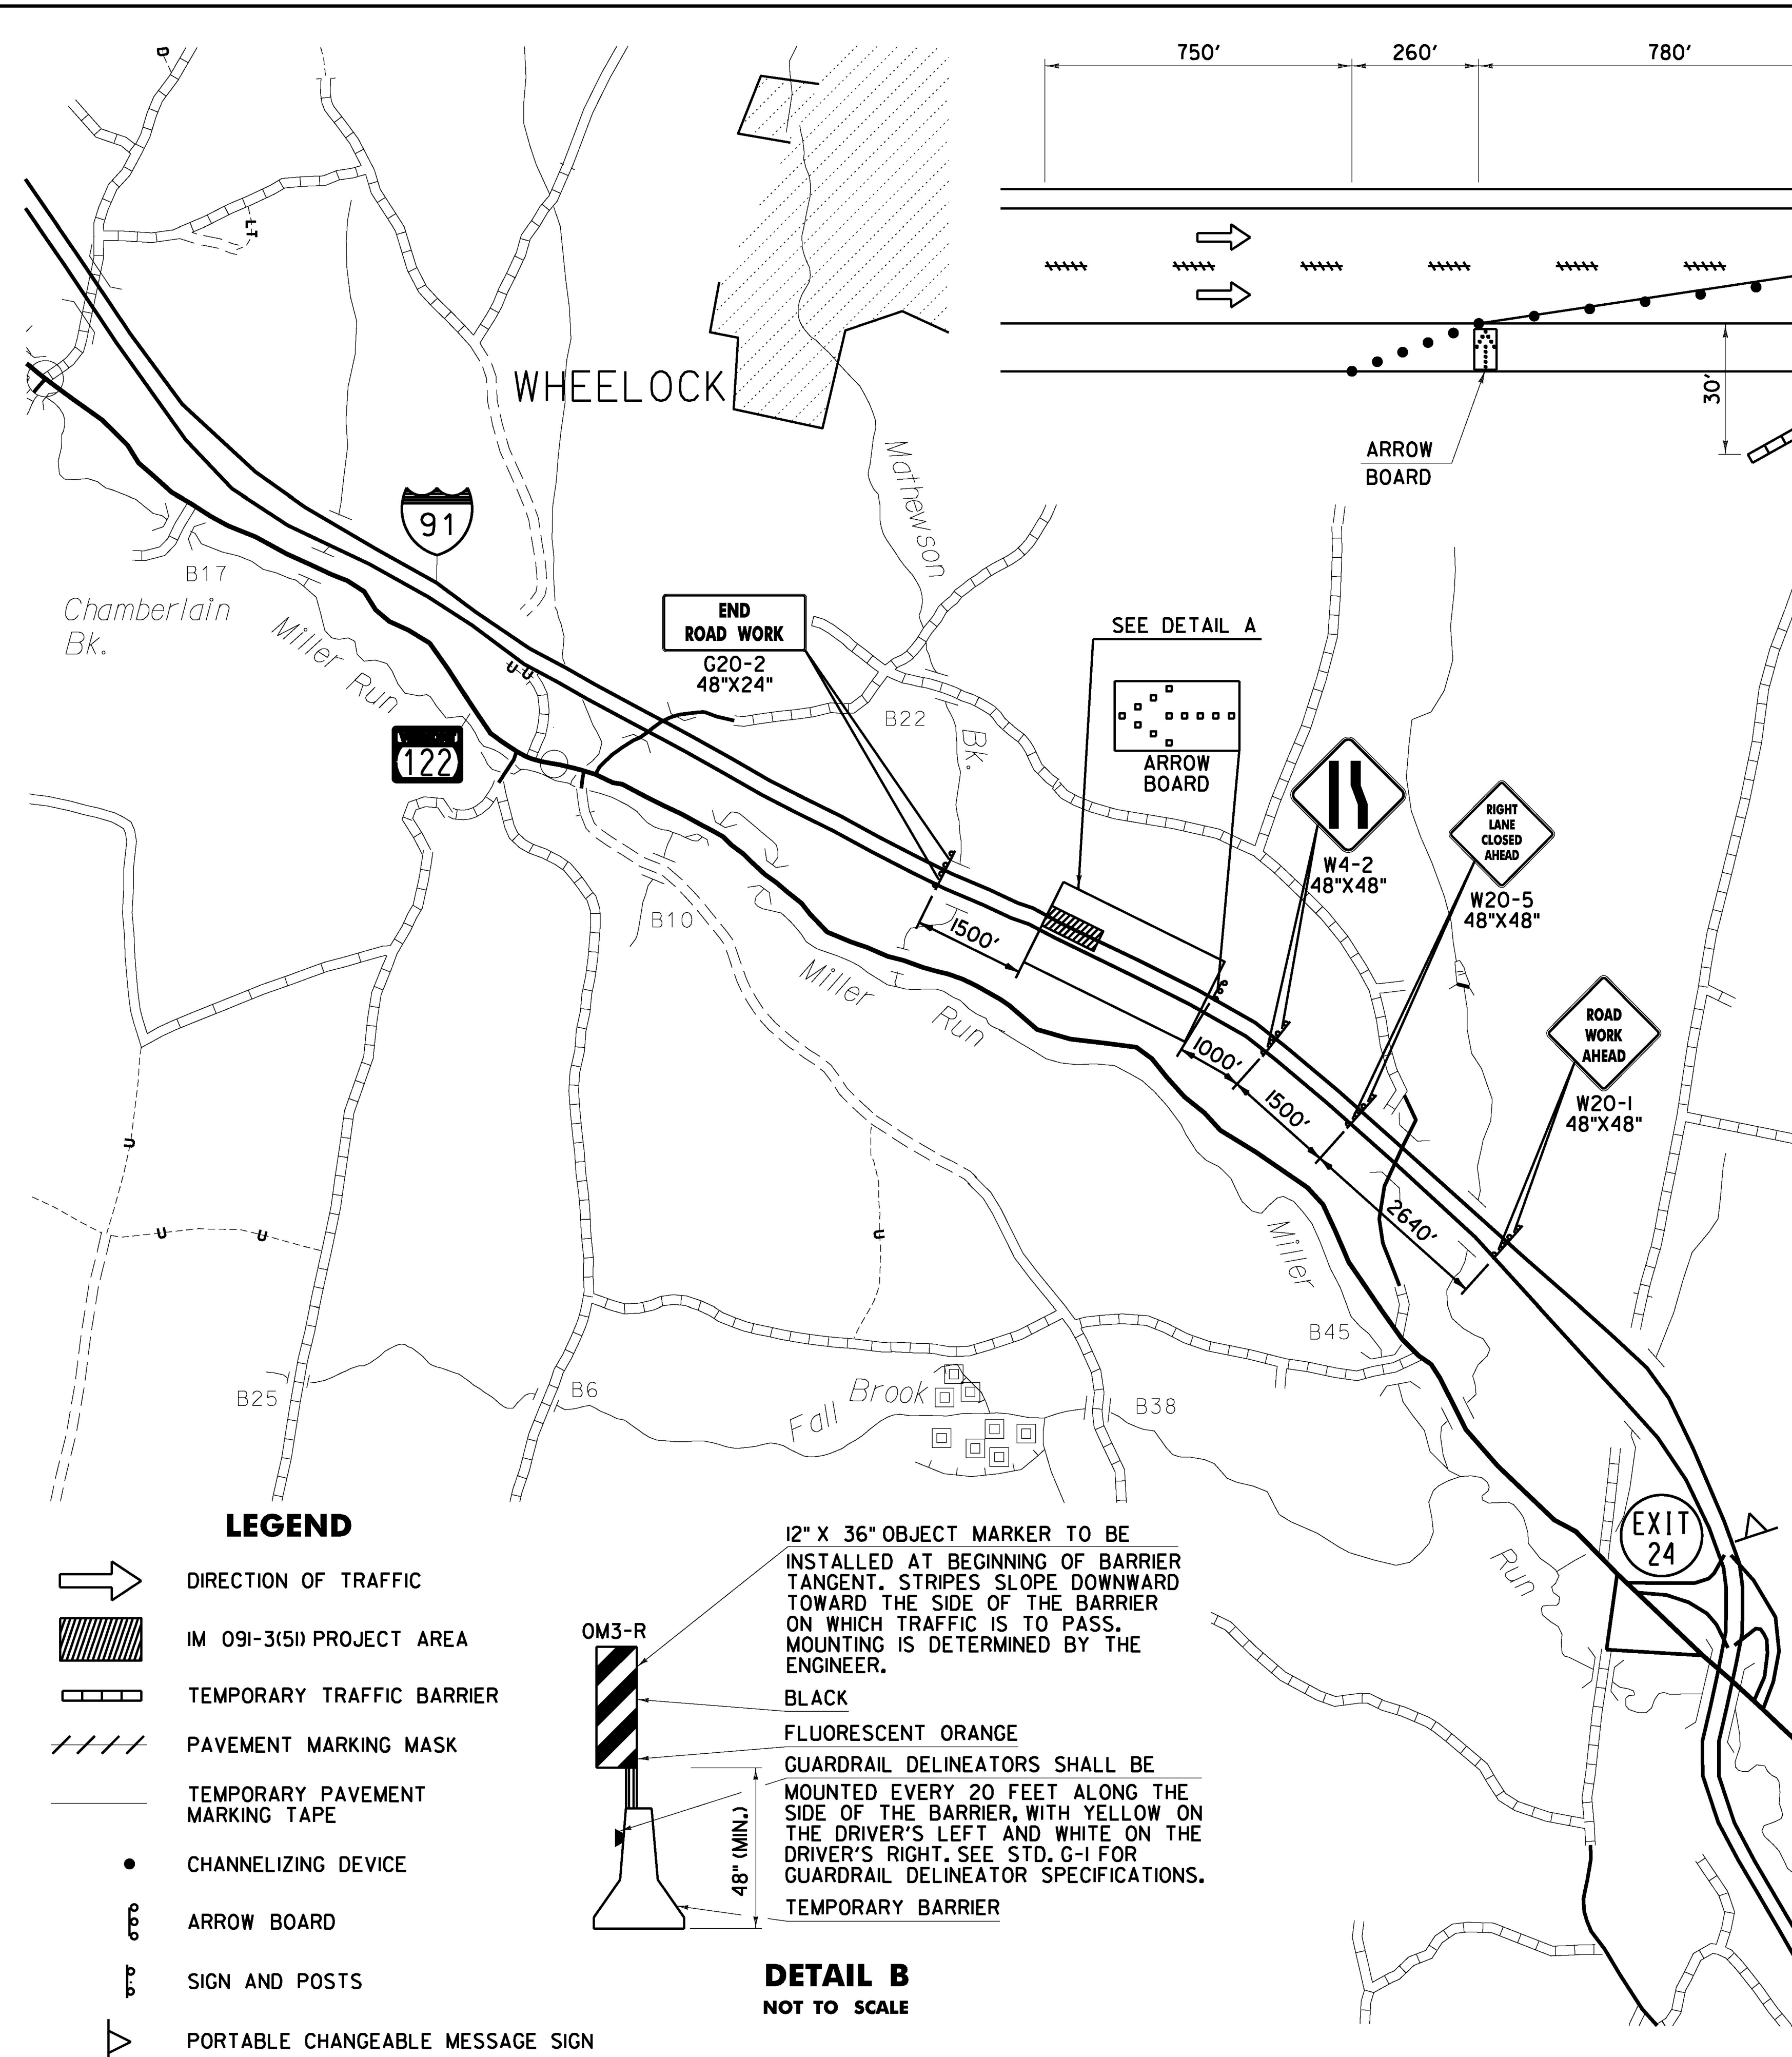 750'
260'
780'
30'
ARROW
BOARD
WHEELOCK
Mathewson
Bk.
91
B17
Chamberlain
Bk.
Miller Run
122
END
ROAD WORK
G20-2
48"X24"
B22
SEE DETAIL A
ARROW
BOARD
W4-2
48"X48"
RIGHT
LANE
CLOSED
AHEAD
W20-5
48"X48"
ROAD
WORK
AHEAD
W20-1
48"X48"
B10
1500'
Miller Run
1000'
1500'
2640'
Miller
Run
B45
B25
B6
Fall Brook
B38
U
U
U
U
U
U
U
EXIT
24
LEGEND
DIRECTION OF TRAFFIC
IM 091-3(51) PROJECT AREA
TEMPORARY TRAFFIC BARRIER
PAVEMENT MARKING MASK
TEMPORARY PAVEMENT
MARKING TAPE
CHANNELIZING DEVICE
ARROW BOARD
SIGN AND POSTS
PORTABLE CHANGEABLE MESSAGE SIGN
OM3-R
48" (MIN.)
12" X 36" OBJECT MARKER TO BE
INSTALLED AT BEGINNING OF BARRIER
TANGENT. STRIPES SLOPE DOWNWARD
TOWARD THE SIDE OF THE BARRIER
ON WHICH TRAFFIC IS TO PASS.
MOUNTING IS DETERMINED BY THE
ENGINEER.
BLACK
FLUORESCENT ORANGE
GUARDRAIL DELINEATORS SHALL BE
MOUNTED EVERY 20 FEET ALONG THE
SIDE OF THE BARRIER, WITH YELLOW ON
THE DRIVER'S LEFT AND WHITE ON THE
DRIVER'S RIGHT. SEE STD. G-1 FOR
GUARDRAIL DELINEATOR SPECIFICATIONS.
TEMPORARY BARRIER
DETAIL B
NOT TO SCALE